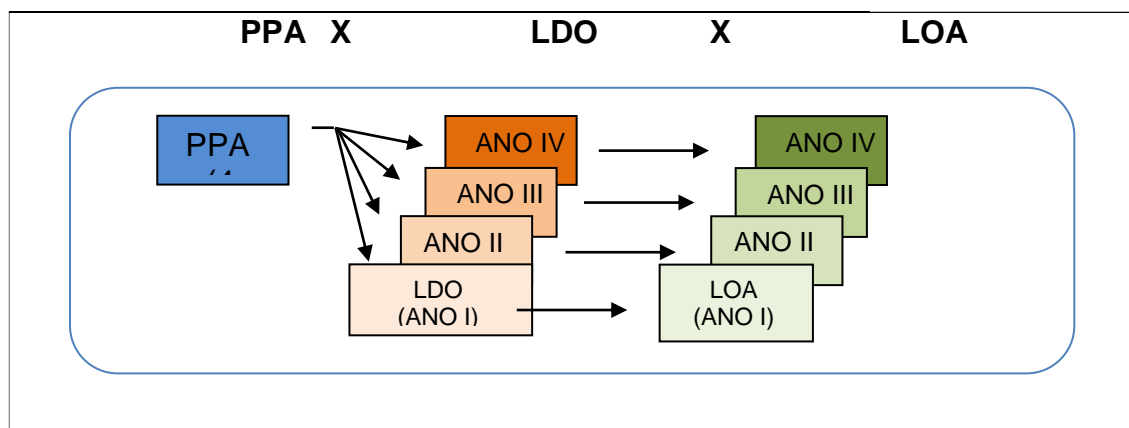 PPA X LDO X LOA
PPA
ANO IV
ANO III
ANO II
LDO
(ANO I)
ANO IV
ANO III
ANO II
LOA
(ANO I)